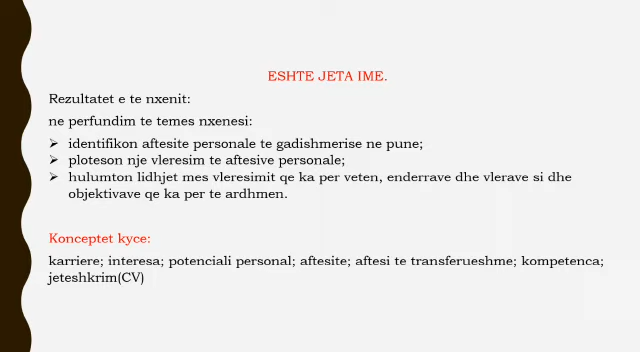 ESHTE JETA IME.
Rezultatet e te nxenit:
ne perfundim te temes nxenesi:
➢ identifikon aftesite personale te gadishmerise ne pune;
➢ ploteson nje vleresim te aftesive personale;
➢ hulumton lidhjet mes vleresimit qe ka per veten, enderrave dhe vlerave si dhe
objektivave qe ka per te ardhmen.
Konceptet kyce:
karriere; interesa; potenciali personal; aftesite; aftesi te transferueshme; kompetenca;
jeteshkrim(CV)